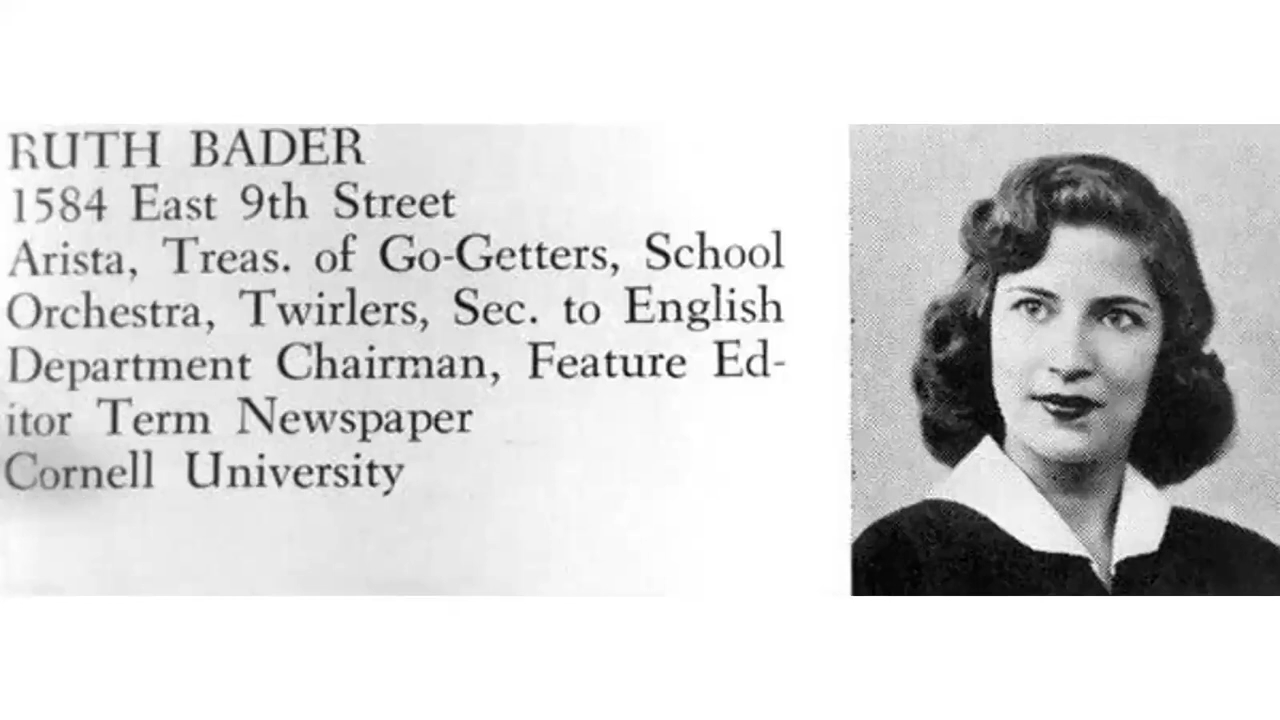 RUTH BADER
1584 East 9th Street
Arista, Treas. of Go-Getters, School
Orchestra, Twirlers, Sec. to English
Department Chairman, Feature Ed-
itor Term Newspaper
Cornell University